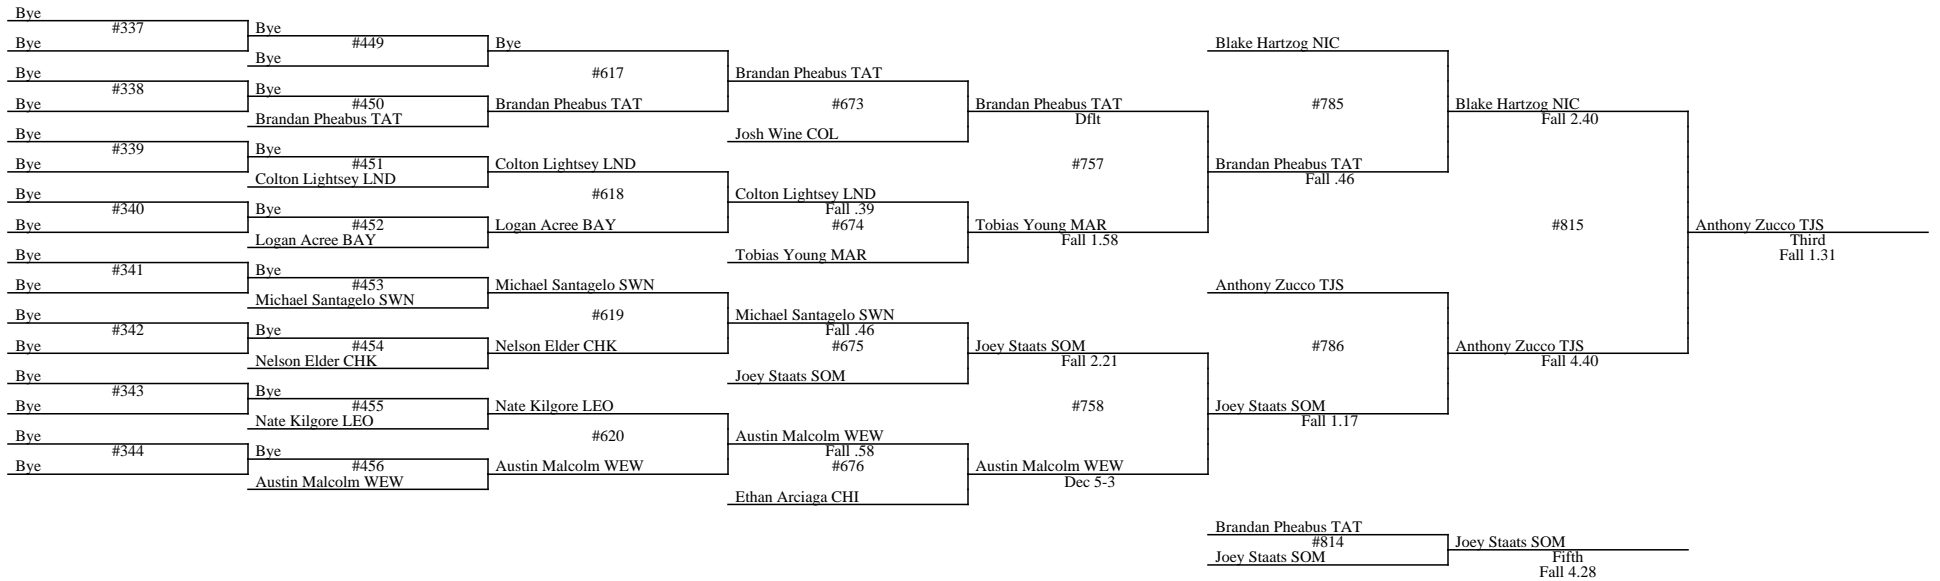 Bye
#337
Bye
Bye
#338
Bye
Bye
#339
Bye
Bye
#340
Bye
Bye
#341
Bye
Bye
#342
Bye
Bye
#343
Bye
Bye
#344
Bye
Bye
#449
Bye
Bye
#450
Brandan Pheabus TAT
Bye
#451
Colton Lightsey LND
Bye
#452
Logan Acree BAY
Bye
#453
Michael Santagelo SWN
Bye
#454
Nelson Elder CHK
Bye
#455
Nate Kilgore LEO
Bye
#456
Austin Malcolm WEW
Bye
#617
Brandan Pheabus TAT
Colton Lightsey LND
#618
Logan Acree BAY
Michael Santagelo SWN
#619
Nelson Elder CHK
Nate Kilgore LEO
#620
Austin Malcolm WEW
Brandan Pheabus TAT
#673
Josh Wine COL
Colton Lightsey LND
Fall .39
#674
Tobias Young MAR
Michael Santagelo SWN
Fall .46
#675
Joey Staats SOM
Austin Malcolm WEW
Fall .58
#676
Ethan Arciaga CHI
Brandan Pheabus TAT
Dflt
#757
Tobias Young MAR
Fall 1.58
Joey Staats SOM
Fall 2.21
#758
Austin Malcolm WEW
Dec 5-3
Blake Hartzog NIC
#785
Brandan Pheabus TAT
Fall .46
Anthony Zucco TJS
#786
Joey Staats SOM
Fall 1.17
Blake Hartzog NIC
Fall 2.40
#815
Anthony Zucco TJS
Fall 4.40
Anthony Zucco TJS
Third
Fall 1.31
Brandan Pheabus TAT
#814
Joey Staats SOM
Joey Staats SOM
Fifth
Fall 4.28